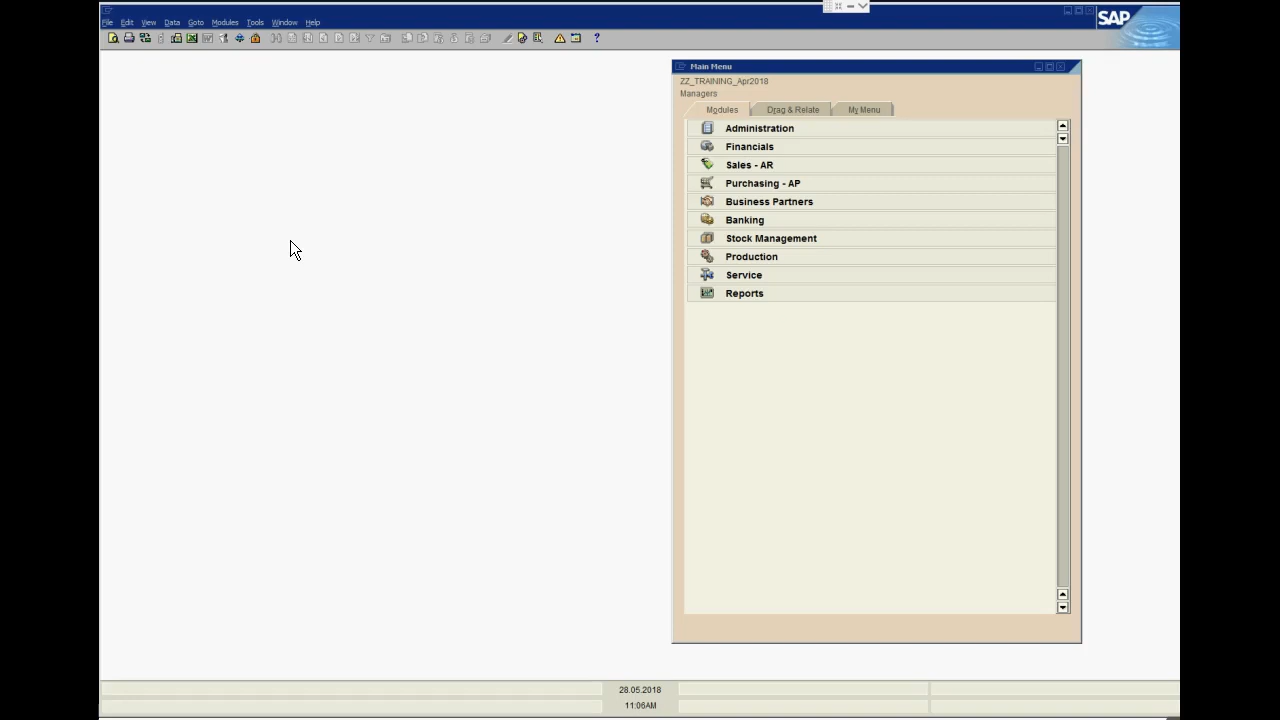 File Edit View Data Goto Modules Tools Window Help
SAP
Main Menu
ZZ_TRAINING_Apr2018
Managers
Modules Drag & Relate My Menu
Administration
Financials
Sales - AR
Purchasing - AP
Business Partners
Banking
Stock Management
Production
Service
Reports
28.05.2018
11:06AM